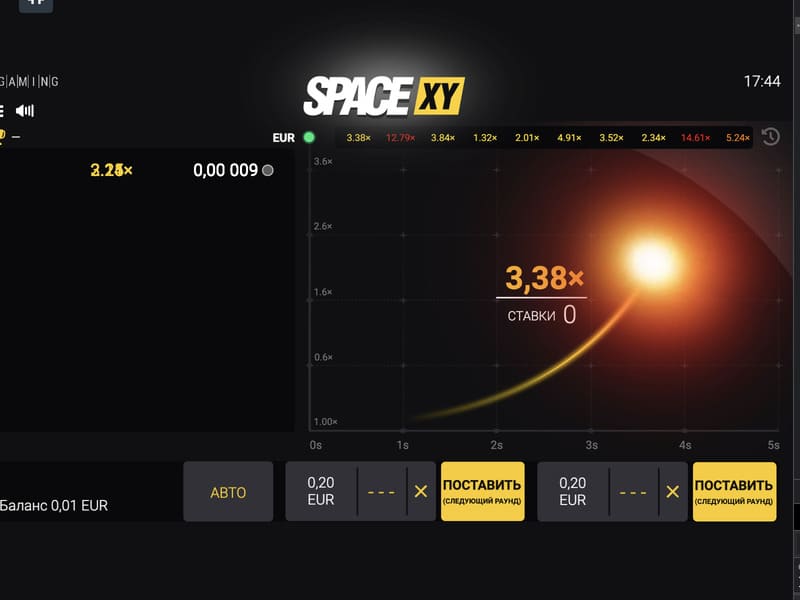 G|A|M|I|N|G
SPACE XY
17:44
EUR
3.38× 12.79× 3.84× 1.32× 2.01× 4.91× 3.52× 2.34× 14.61× 5.24×
0,00 009
3.6×
2.6×
1.6×
0.6×
1.00×
3,38×
СТАВКИ 0
0s 1s 2s 3s 4s 5s
Баланс 0,01 EUR
АВТО
0,20 EUR
- - - ×
ПОСТАВИТЬ
(СЛЕДУЮЩИЙ РАУНД)
0,20 EUR
- - - ×
ПОСТАВИТЬ
(СЛЕДУЮЩИЙ РАУНД)